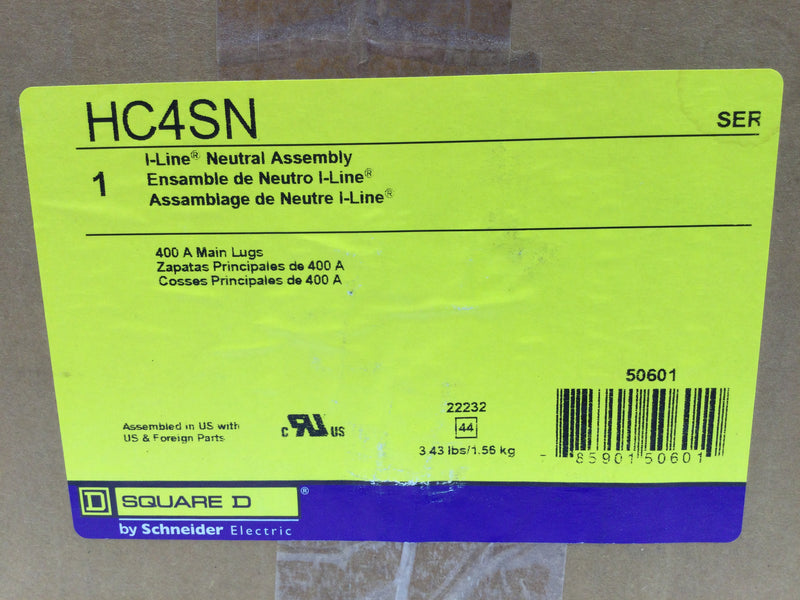 HC4SN
SER
1
I-Line® Neutral Assembly
Ensamble de Neutro I-Line®
Assamblage de Neutre I-Line®
400 A Main Lugs
Zapatas Principales de 400 A
Cosses Principales de 400 A
50601
22232
44
3.43 lbs/1.56 kg
Assembled in US with
US & Foreign Parts
c RU US
85901 50601
D SQUARE D ®
by Schneider Electric